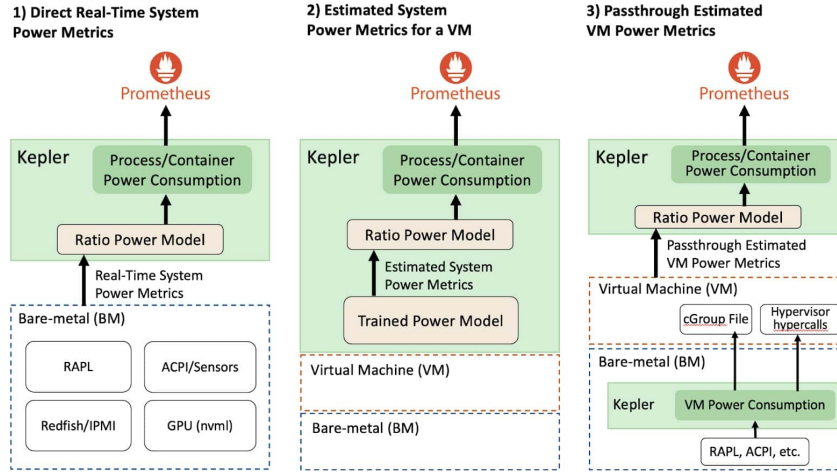 1) Direct Real-Time System
Power Metrics
Prometheus
Kepler
Process/Container
Power Consumption
Ratio Power Model
Real-Time System
Power Metrics
Bare-metal (BM)
RAPL
ACPI/Sensors
Redfish/IPMI
GPU (nvml)
2) Estimated System
Power Metrics for a VM
Prometheus
Kepler
Process/Container
Power Consumption
Ratio Power Model
Estimated System
Power Metrics
Trained Power Model
Virtual Machine (VM)
Bare-metal (BM)
3) Passthrough Estimated
VM Power Metrics
Prometheus
Kepler
Process/Container
Power Consumption
Ratio Power Model
Passthrough Estimated
VM Power Metrics
Virtual Machine (VM)
cGroup File
Hypervisor
hypercalls
Bare-metal (BM)
Kepler
VM Power Consumption
RAPL, ACPI, etc.